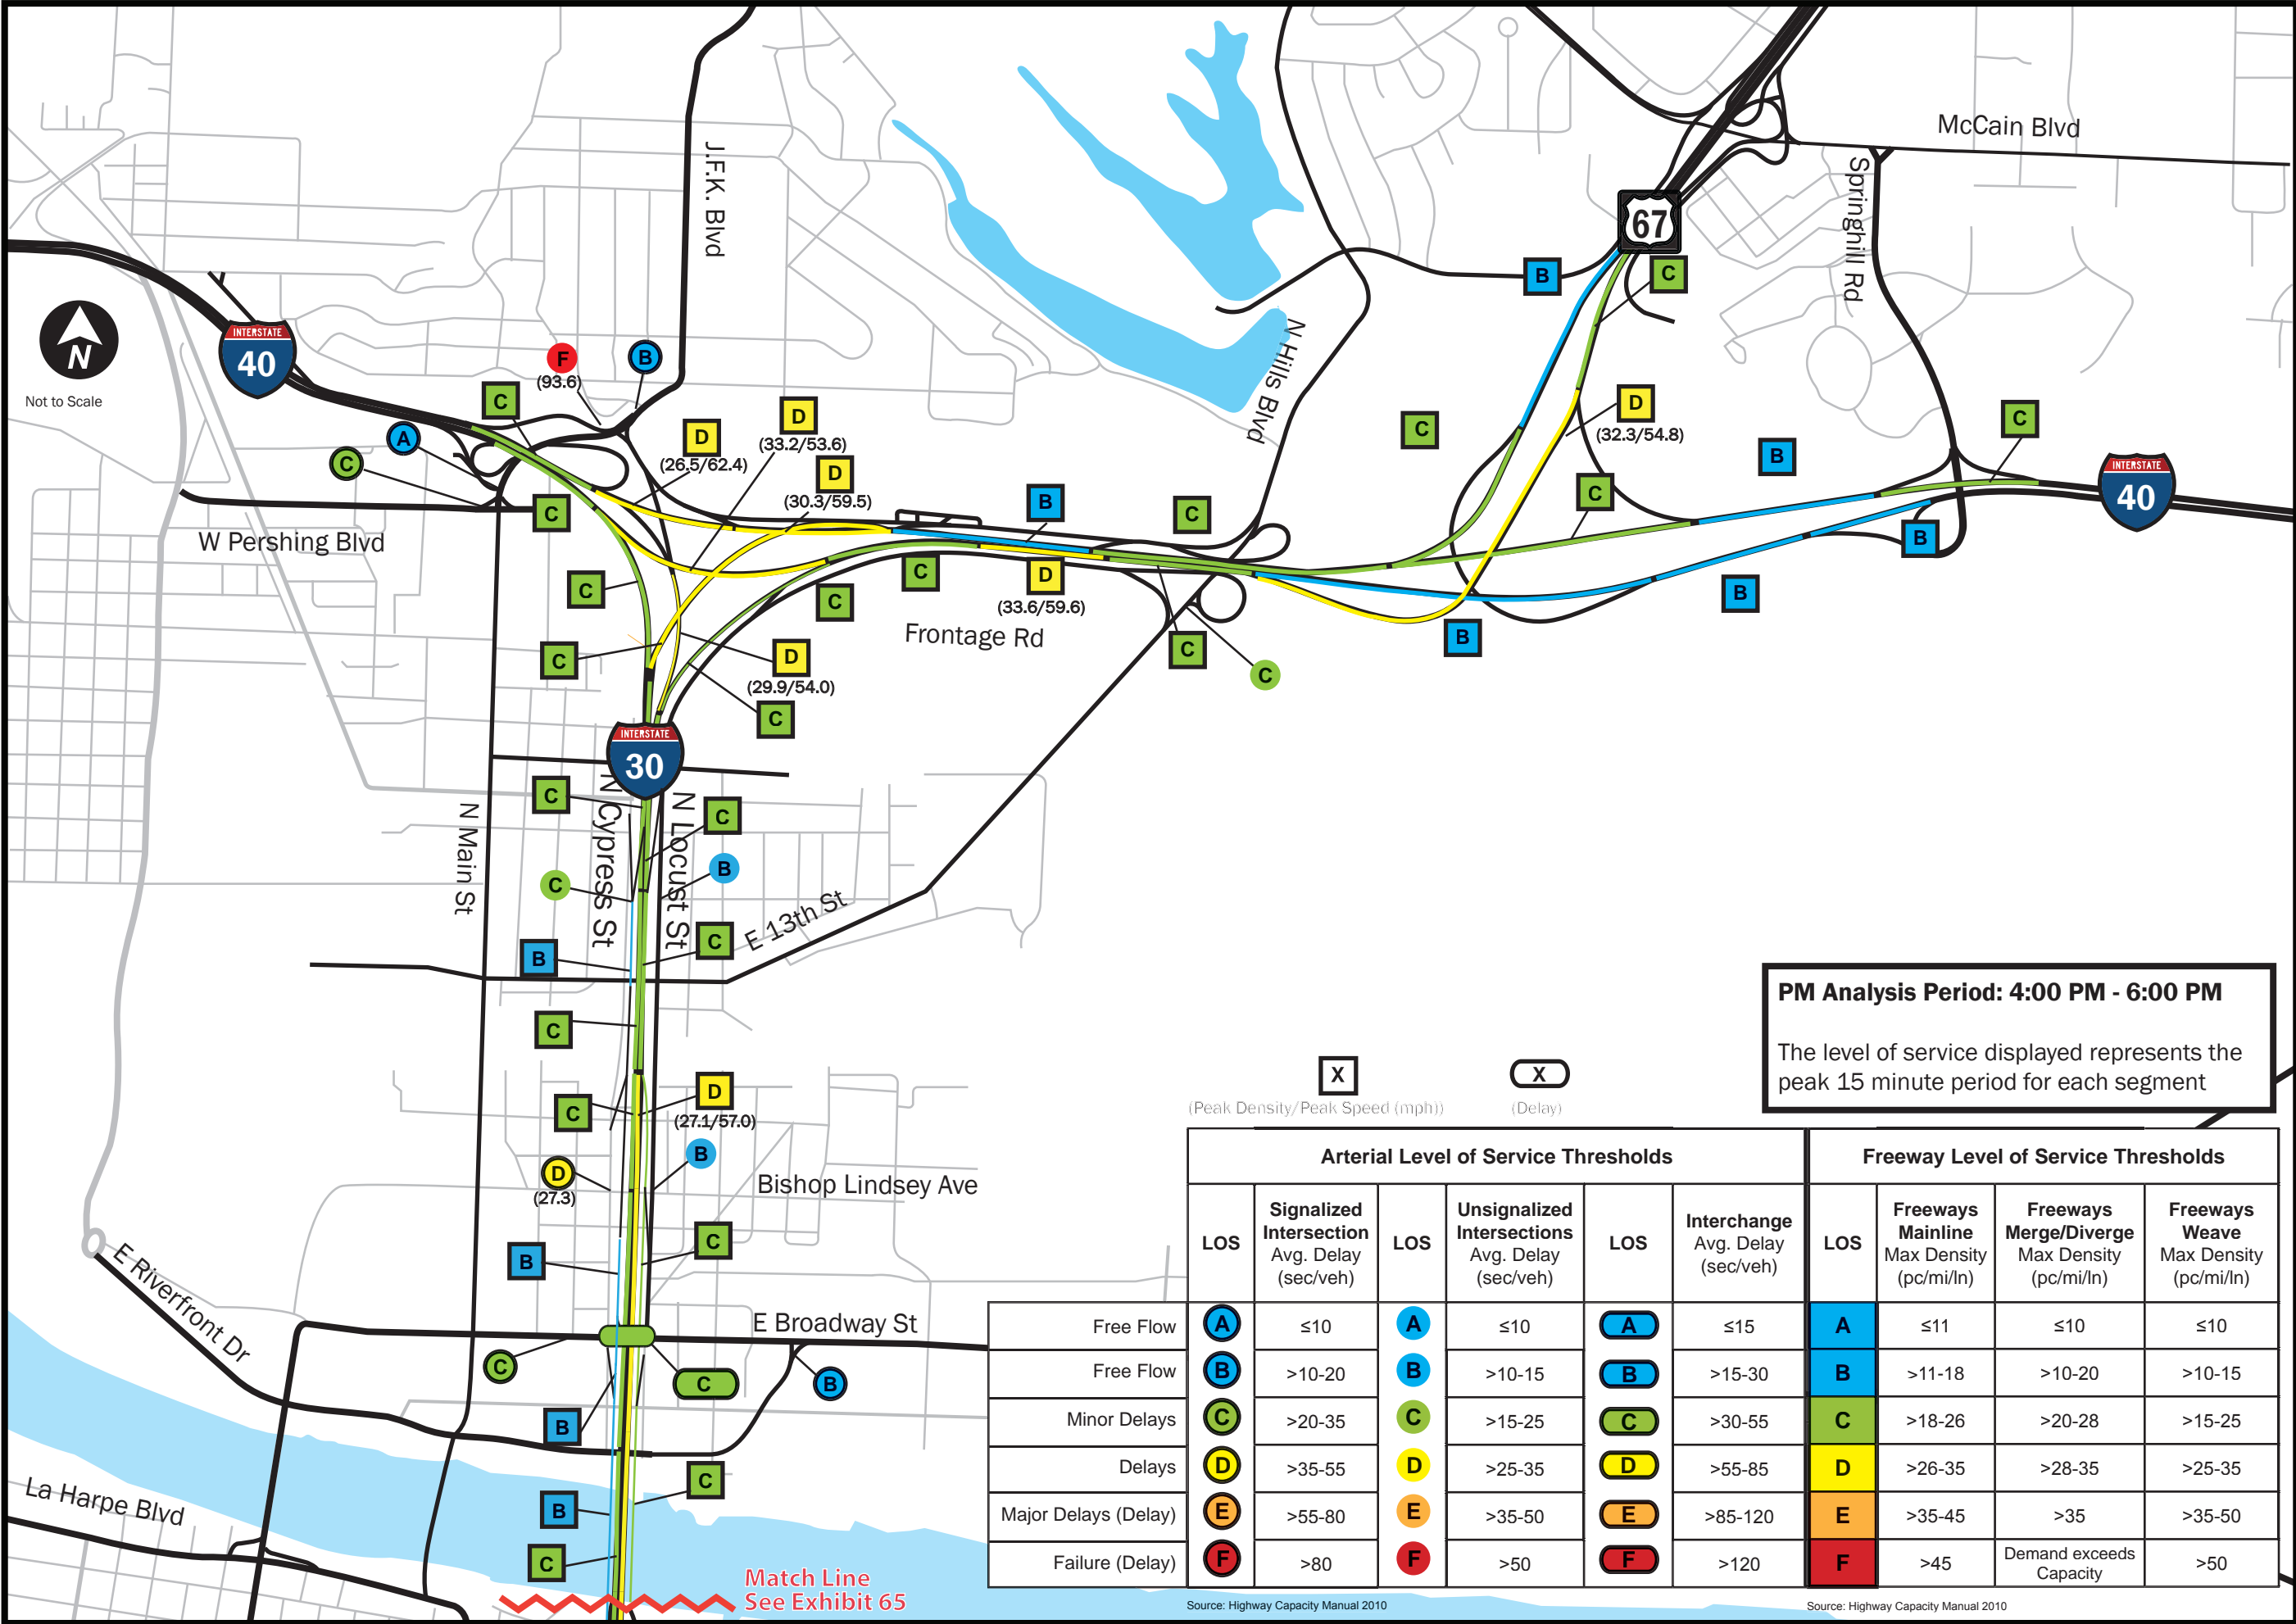 McCain Blvd
J.F.K. Blvd
Springhill Rd
67
B
C
INTERSTATE
40
N
Not to Scale
N Hills Blvd
F
(93.6)
B
C
A
C
D
(26.5/62.4)
D
(33.2/53.6)
D
(30.3/59.5)
C
D
(32.3/54.8)
B
C
INTERSTATE
40
C
B
C
C
B
W Pershing Blvd
C
C
C
D
(33.6/59.6)
B
Frontage Rd
B
C
C
C
D
(29.9/54.0)
C
INTERSTATE
30
C
C
N Main St
N Cypress St
N Locust St
C
B
E 13th St
B
C
C
C
D
(27.1/57.0)
D
(27.3)
B
Bishop Lindsey Ave
B
C
E Riverfront Dr
E Broadway St
C
C
B
B
C
B
C
La Harpe Blvd
Match Line
See Exhibit 65
PM Analysis Period: 4:00 PM - 6:00 PM
The level of service displayed represents the
peak 15 minute period for each segment
X
(Peak Density/Peak Speed (mph))
X
(Delay)
Arterial Level of Service Thresholds Freeway Level of Service Thresholds
LOS
Signalized
Intersection
Avg. Delay
(sec/veh)
LOS
Unsignalized
Intersections
Avg. Delay
(sec/veh)
LOS
Interchange
Avg. Delay
(sec/veh)
LOS
Freeways
Mainline
Max Density
(pc/mi/ln)
Freeways
Merge/Diverge
Max Density
(pc/mi/ln)
Freeways
Weave
Max Density
(pc/mi/ln)
Free Flow A ≤10 A ≤10 A ≤15 A ≤11 ≤10 ≤10
Free Flow B >10-20 B >10-15 B >15-30 B >11-18 >10-20 >10-15
Minor Delays C >20-35 C >15-25 C >30-55 C >18-26 >20-28 >15-25
Delays D >35-55 D >25-35 D >55-85 D >26-35 >28-35 >25-35
Major Delays (Delay) E >55-80 E >35-50 E >85-120 E >35-45 >35 >35-50
Failure (Delay) F >80 F >50 F >120 F >45 Demand exceeds Capacity >50
Source: Highway Capacity Manual 2010
Source: Highway Capacity Manual 2010